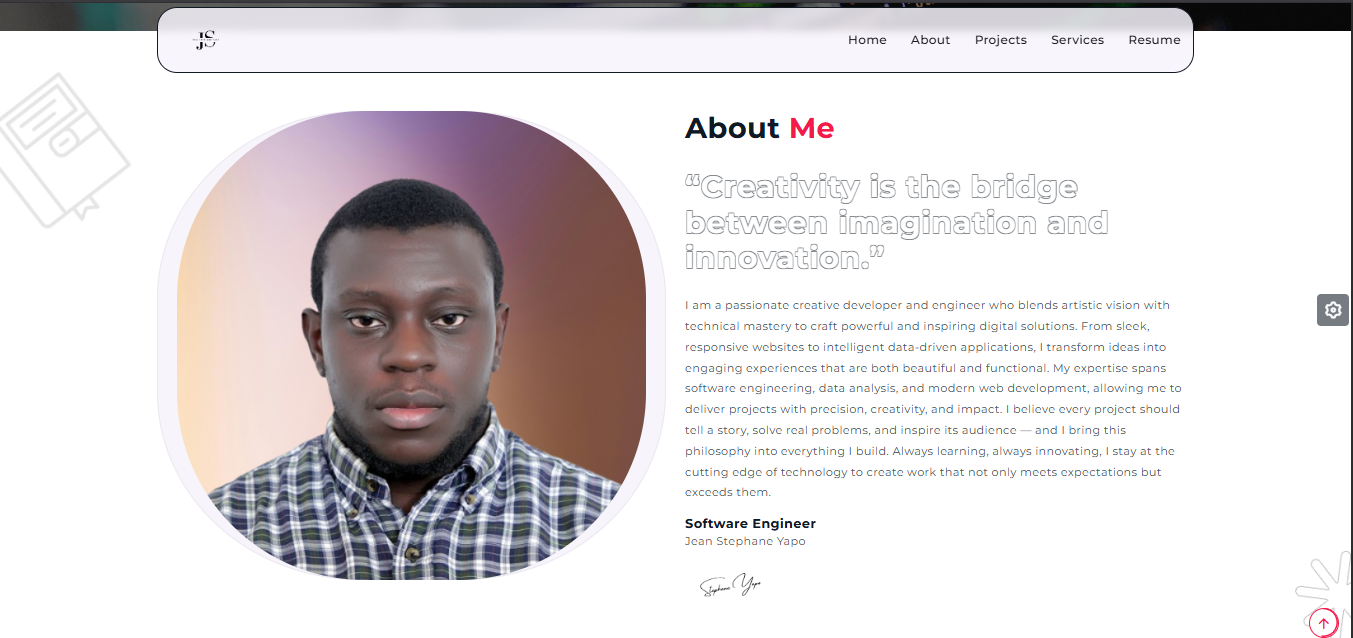 JS
Home About Projects Services Resume
About Me
“Creativity is the bridge
between imagination and
innovation.”
I am a passionate creative developer and engineer who blends artistic vision with
technical mastery to craft powerful and inspiring digital solutions. From sleek,
responsive websites to intelligent data-driven applications, I transform ideas into
engaging experiences that are both beautiful and functional. My expertise spans
software engineering, data analysis, and modern web development, allowing me to
deliver projects with precision, creativity, and impact. I believe every project should
tell a story, solve real problems, and inspire its audience — and I bring this
philosophy into everything I build. Always learning, always innovating, I stay at the
cutting edge of technology to create work that not only meets expectations but
exceeds them.
Software Engineer
Jean Stephane Yapo
Stephane Yapo